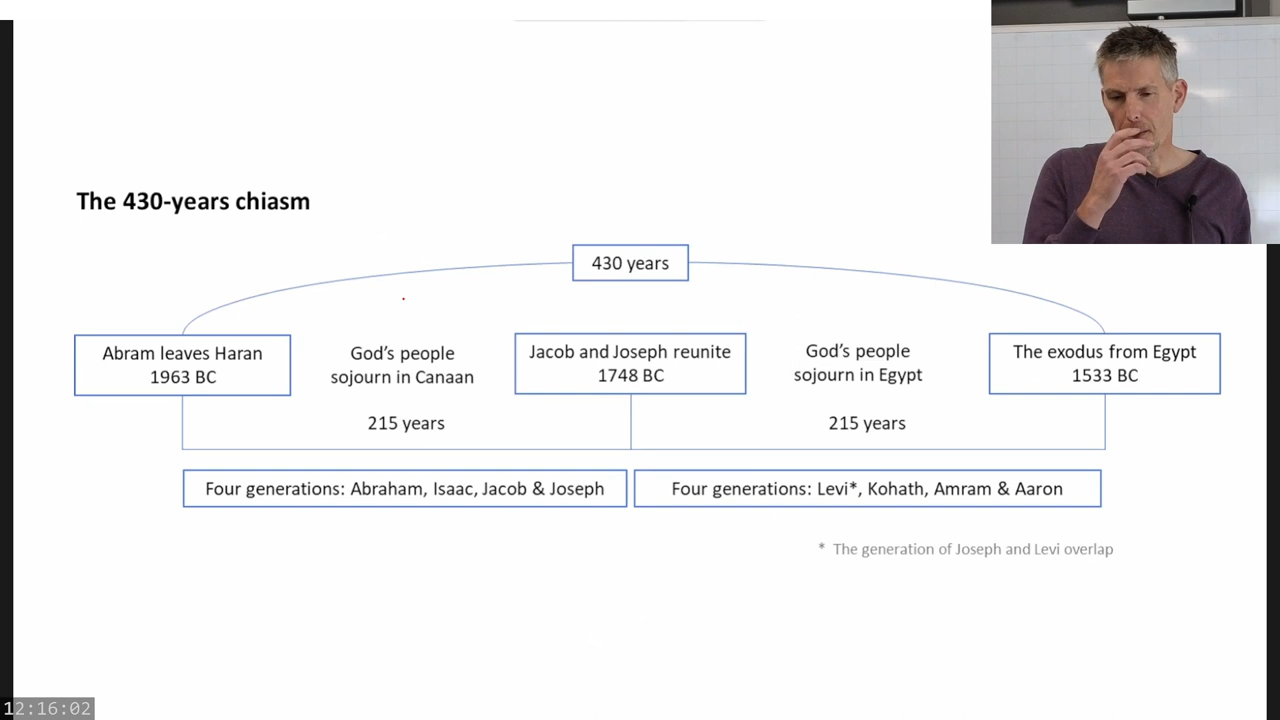 The 430-years chiasm
430 years
Abram leaves Haran
1963 BC
God's people
sojourn in Canaan
Jacob and Joseph reunite
1748 BC
God's people
sojourn in Egypt
The exodus from Egypt
1533 BC
215 years
215 years
Four generations: Abraham, Isaac, Jacob & Joseph
Four generations: Levi*, Kohath, Amram & Aaron
* The generation of Joseph and Levi overlap
12:16:02